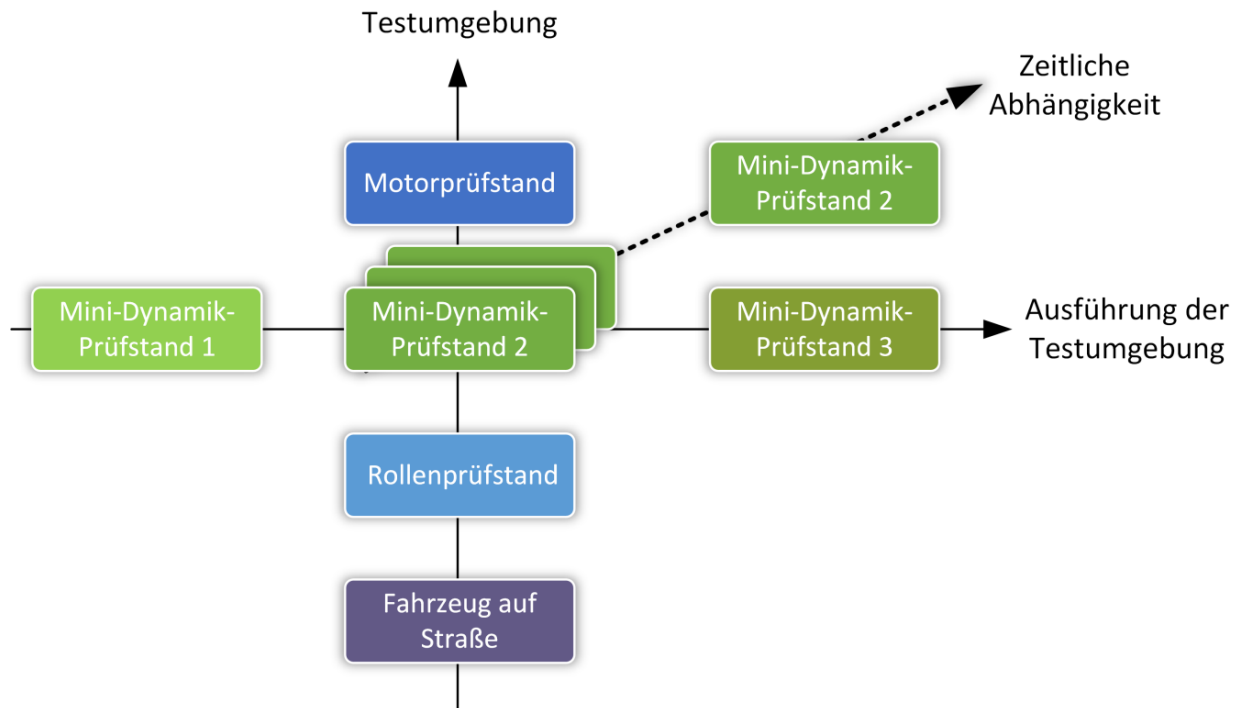 Testumgebung
Zeitliche
Abhängigkeit
Motorprüfstand
Mini-Dynamik-
Prüfstand 2
Mini-Dynamik-
Prüfstand 1
Mini-Dynamik-
Prüfstand 2
Mini-Dynamik-
Prüfstand 3
Ausführung der
Testumgebung
Rollenprüfstand
Fahrzeug auf
Straße